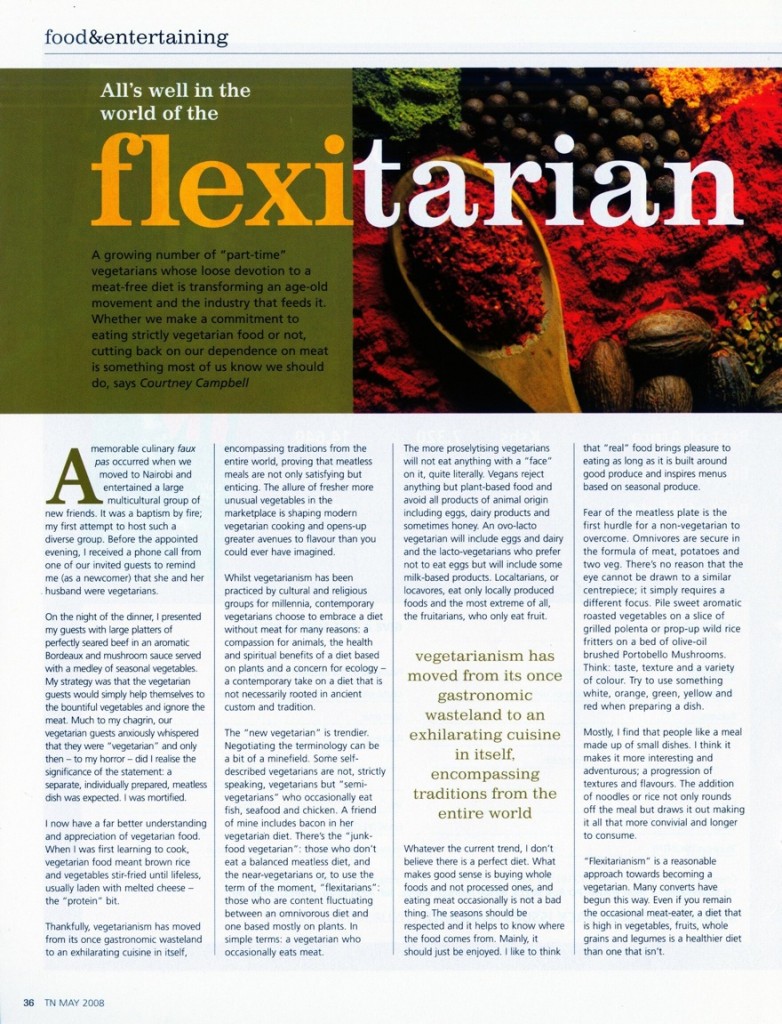 food&entertaining
All's well in the
world of the
flexitarian
A growing number of "part-time"
vegetarians whose loose devotion to a
meat-free diet is transforming an age-old
movement and the industry that feeds it.
Whether we make a commitment to
eating strictly vegetarian food or not,
cutting back on our dependence on meat
is something most of us know we should
do, says Courtney Campbell
A memorable culinary faux
pas occurred when we
moved to Nairobi and
entertained a large
multicultural group of
new friends. It was a baptism by fire;
my first attempt to host such a
diverse group. Before the appointed
evening, I received a phone call from
one of our invited guests to remind
me (as a newcomer) that she and her
husband were vegetarians.
On the night of the dinner, I presented
my guests with large platters of
perfectly seared beef in an aromatic
Bordeaux and mushroom sauce served
with a medley of seasonal vegetables.
My strategy was that the vegetarian
guests would simply help themselves to
the bountiful vegetables and ignore the
meat. Much to my chagrin, our
vegetarian guests anxiously whispered
that they were "vegetarian" and only
then – to my horror – did I realise the
significance of the statement: a
separate, individually prepared, meatless
dish was expected. I was mortified.
I now have a far better understanding
and appreciation of vegetarian food.
When I was first learning to cook,
vegetarian food meant brown rice
and vegetables stir-fried until lifeless,
usually laden with melted cheese –
the "protein" bit.
Thankfully, vegetarianism has moved
from its once gastronomic wasteland
to an exhilarating cuisine in itself,
encompassing traditions from the
entire world, proving that meatless
meals are not only satisfying but
enticing. The allure of fresher more
unusual vegetables in the
marketplace is shaping modern
vegetarian cooking and opens-up
greater avenues to flavour than you
could ever have imagined.
Whilst vegetarianism has been
practiced by cultural and religious
groups for millennia, contemporary
vegetarians choose to embrace a diet
without meat for many reasons: a
compassion for animals, the health
and spiritual benefits of a diet based
on plants and a concern for ecology –
a contemporary take on a diet that is
not necessarily rooted in ancient
custom and tradition.
The "new vegetarian" is trendier.
Negotiating the terminology can be
a bit of a minefield. Some self-
described vegetarians are not, strictly
speaking, vegetarians but "semi-
vegetarians" who occasionally eat
fish, seafood and chicken. A friend
of mine includes bacon in her
vegetarian diet. There's the "junk-
food vegetarian": those who don't
eat a balanced meatless diet, and
the near-vegetarians or, to use the
term of the moment, "flexitarians":
those who are content fluctuating
between an omnivorous diet and
one based mostly on plants. In
simple terms: a vegetarian who
occasionally eats meat.
The more proselytising vegetarians
will not eat anything with a "face"
on it, quite literally. Vegans reject
anything but plant-based food and
avoid all products of animal origin
including eggs, dairy products and
sometimes honey. An ovo-lacto
vegetarian will include eggs and dairy
and the lacto-vegetarians who prefer
not to eat eggs but will include some
milk-based products. Localtarians, or
locavores, eat only locally produced
foods and the most extreme of all,
the fruitarians, who only eat fruit.
vegetarianism has
moved from its once
gastronomic
wasteland to an
exhilarating cuisine
in itself,
encompassing
traditions from the
entire world
Whatever the current trend, I don't
believe there is a perfect diet. What
makes good sense is buying whole
foods and not processed ones, and
eating meat occasionally is not a bad
thing. The seasons should be
respected and it helps to know where
the food comes from. Mainly, it
should just be enjoyed. I like to think
that "real" food brings pleasure to
eating as long as it is built around
good produce and inspires menus
based on seasonal produce.
Fear of the meatless plate is the
first hurdle for a non-vegetarian to
overcome. Omnivores are secure in
the formula of meat, potatoes and
two veg. There's no reason that the
eye cannot be drawn to a similar
centrepiece; it simply requires a
different focus. Pile sweet aromatic
roasted vegetables on a slice of
grilled polenta or prop-up wild rice
fritters on a bed of olive-oil
brushed Portobello Mushrooms.
Think: taste, texture and a variety
of colour. Try to use something
white, orange, green, yellow and
red when preparing a dish.
Mostly, I find that people like a meal
made up of small dishes. I think it
makes it more interesting and
adventurous; a progression of
textures and flavours. The addition
of noodles or rice not only rounds
off the meal but draws it out making
it all that more convivial and longer
to consume.
"Flexitarianism" is a reasonable
approach towards becoming a
vegetarian. Many converts have
begun this way. Even if you remain
the occasional meat-eater, a diet that
is high in vegetables, fruits, whole
grains and legumes is a healthier diet
than one that isn't.
36 TN MAY 2008